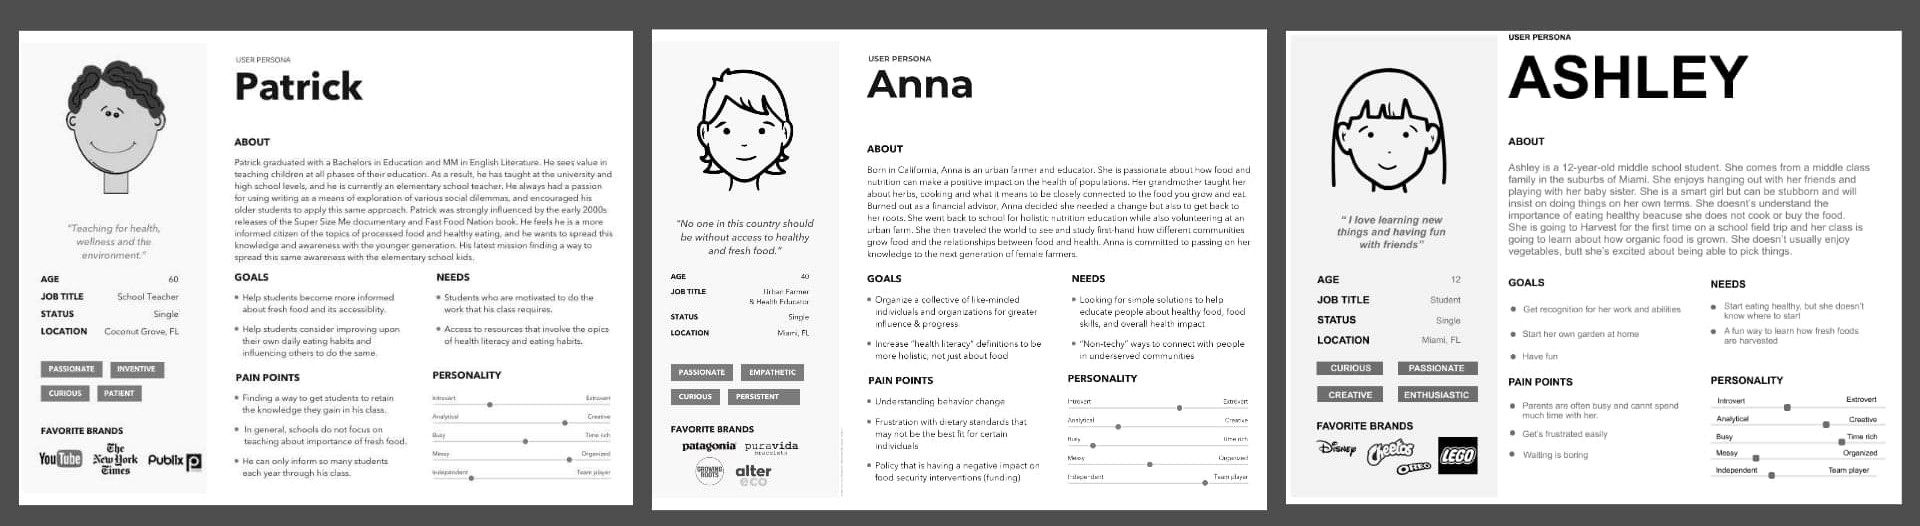 USER PERSONA
Patrick
ABOUT
Patrick graduated with a Bachelors in Education and MM in English Literature. He sees value in
teaching children at all phases of their education. As a result, he has taught at the university and
high school levels, and he is currently an elementary school teacher. He always had a passion
for using writing as a means of exploration of various social dilemmas, and encouraged his
older students to apply this same approach. Patrick was strongly influenced by the early 2000s
releases of the Super Size Me documentary and Fast Food Nation book. He feels he is a more
informed citizen of the topics of processed food and healthy eating, and he wants to spread this
knowledge and awareness with the younger generation. His latest mission finding a way to
spread this same awareness with the elementary school kids.
"Teaching for health,
wellness and the
environment."
AGE 60
JOB TITLE School Teacher
STATUS Single
LOCATION Coconut Grove, FL
PASSIONATE INVENTIVE
CURIOUS PATIENT
FAVORITE BRANDS
YouTube
The
New York
Times
Publix
GOALS
Help students become more informed
about fresh food and its accessiblity.
Help students consider improving upon
their own daily eating habits and
influencing others to do the same.
NEEDS
Students who are motivated to do the
work that his class requires.
Access to resources that involve the opics
of health literacy and eating habits.
PAIN POINTS
Finding a way to get students to retain
the knowledge they gain in his class.
In general, schools do not focus on
teaching about importance of fresh food.
He can only inform so many students
each year through his class.
PERSONALITY
Introvert Extrovert
Analytical Creative
Busy Time rich
Messy Organized
Independent Team player
USER PERSONA
Anna
ABOUT
Born in California, Anna is an urban farmer and educator. She is passionate about how food and
nutrition can make a positive impact on the health of populations. Her grandmother taught her
about herbs, cooking and what it means to be closely connected to the food you grow and eat.
Burned out as a financial advisor, Anna decided she needed a change but also to get back to
her roots. She went back to school for holistic nutrition education while also volunteering at an
urban farm. She then traveled the world to see and study first-hand how different communities
grow food and the relationships between food and health. Anna is committed to passing on her
knowledge to the next generation of female farmers.
"No one in this country should
be without access to healthy
and fresh food."
AGE 40
JOB TITLE Urban Farmer
& Health Educator
STATUS Single
LOCATION Miami, FL
PASSIONATE EMPATHETIC
CURIOUS PERSISTENT
FAVORITE BRANDS
patagonia puravida
bracelets
GROWING
ROOTS
alter
eco
GOALS
Organize a collective of like-minded
individuals and organizations for greater
influence & progress
Increase "health literacy" definitions to be
more holistic, not just about food
NEEDS
Looking for simple solutions to help
educate people about healthy food, food
skills, and overall health impact
"Non-techy" ways to connect with people
in underserved communities
PAIN POINTS
Understanding behavior change
Frustration with dietary standards that
may not be the best fit for certain
individuals
Policy that is having a negative impact on
food security interventions (funding)
PERSONALITY
Introvert Extrovert
Analytical Creative
Busy Time rich
Messy Organized
Independent Team player
USER PERSONA
ASHLEY
ABOUT
Ashley is a 12-year-old middle school student. She comes from a middle class
family in the suburbs of Miami. She enjoys hanging out with her friends and
playing with her baby sister. She is a smart girl but can be stubborn and will
insist on doing things on her own terms. She doesnt's understand the
importance of eating healthy beacuse she does not cook or buy the food.
She is going to Harvest for the first time on a school field trip and her class is
going to learn about how organic food is grown. She doesn't usually enjoy
vegetables, but she's excited about being able to pick things.
" I love learning new
things and having fun
with friends"
AGE 12
JOB TITLE Student
STATUS Single
LOCATION Miami, FL
CURIOUS PASSIONATE
CREATIVE ENTHUSIASTIC
FAVORITE BRANDS
Disney Cheetos OREO LEGO
GOALS
Get recognition for her work and abilities
Start her own garden at home
Have fun
NEEDS
Start eating healthy, but she doesn't
know where to start
A fun way to learn how fresh foods
are harvested
PAIN POINTS
Parents are often busy and cannt spend
much time with her.
Get's frustrated easily
Waiting is boring
PERSONALITY
Introvert Extrovert
Analytical Creative
Busy Time rich
Messy Organized
Independent Team player